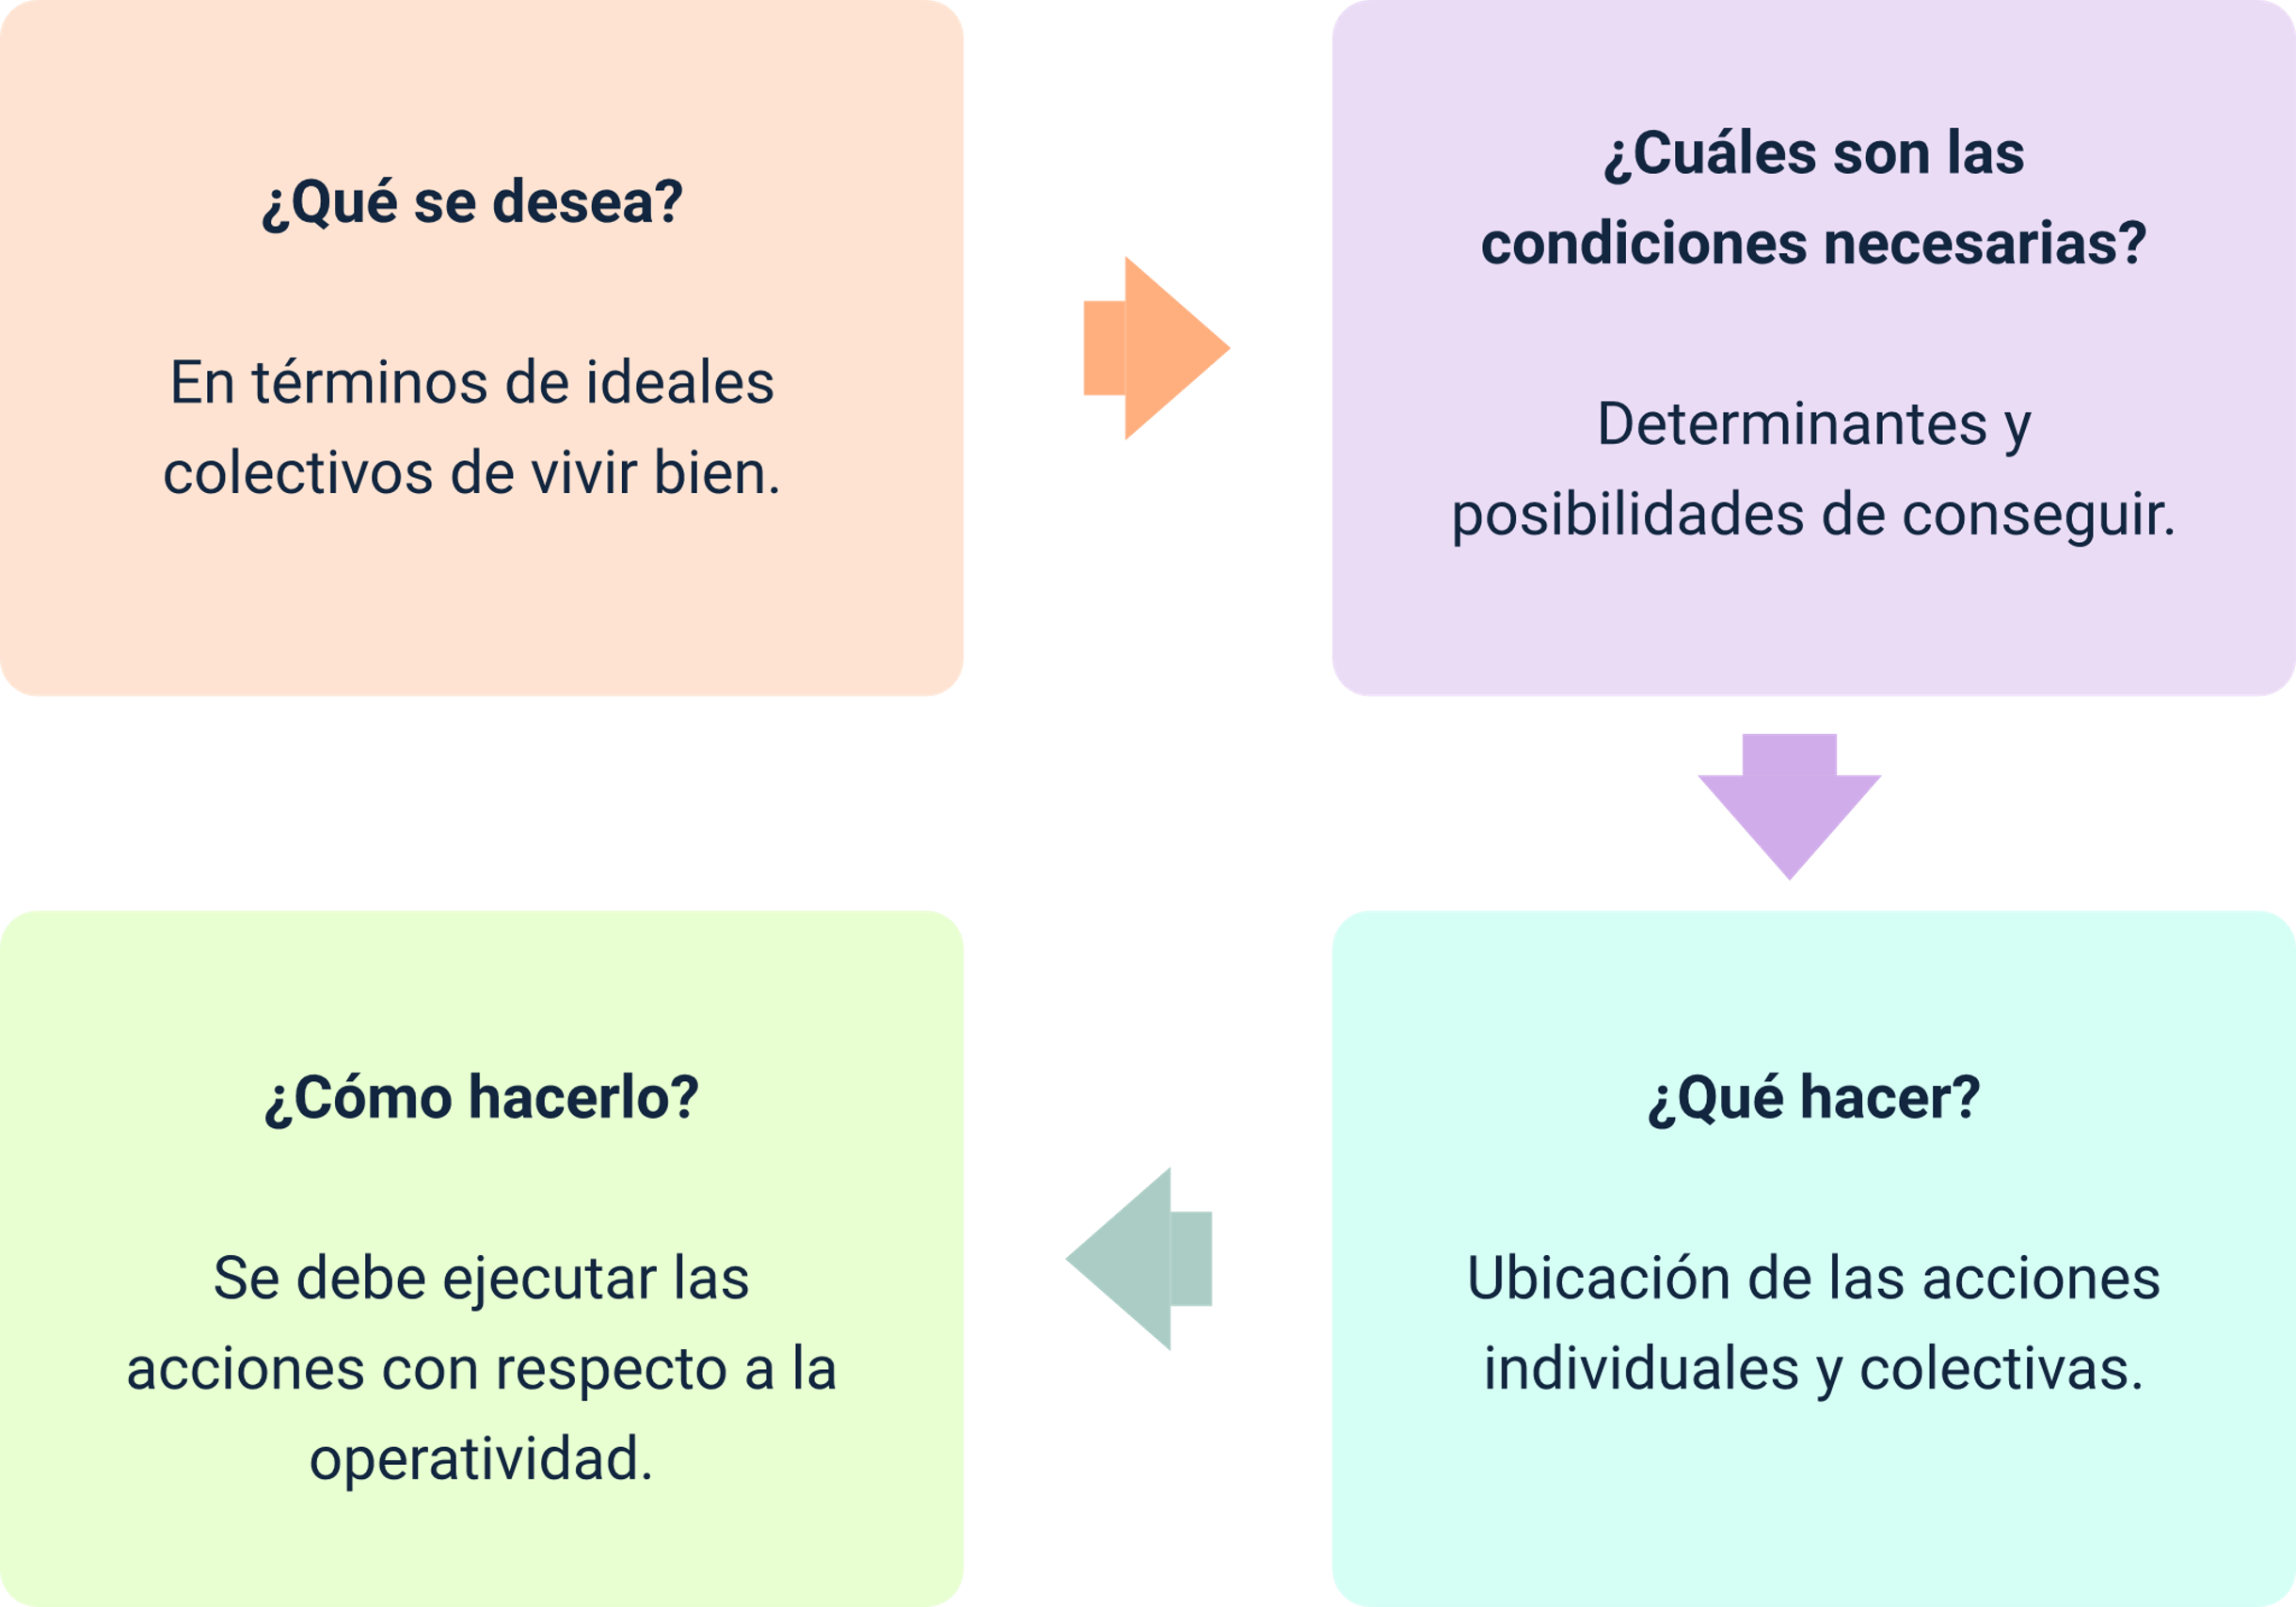 ¿Qué se desea?
En términos de ideales
colectivos de vivir bien.
¿Cuáles son las
condiciones necesarias?
Determinantes y
posibilidades de conseguir.
¿Qué hacer?
Ubicación de las acciones
individuales y colectivas.
¿Cómo hacerlo?
Se debe ejecutar las
acciones con respecto a la
operatividad.